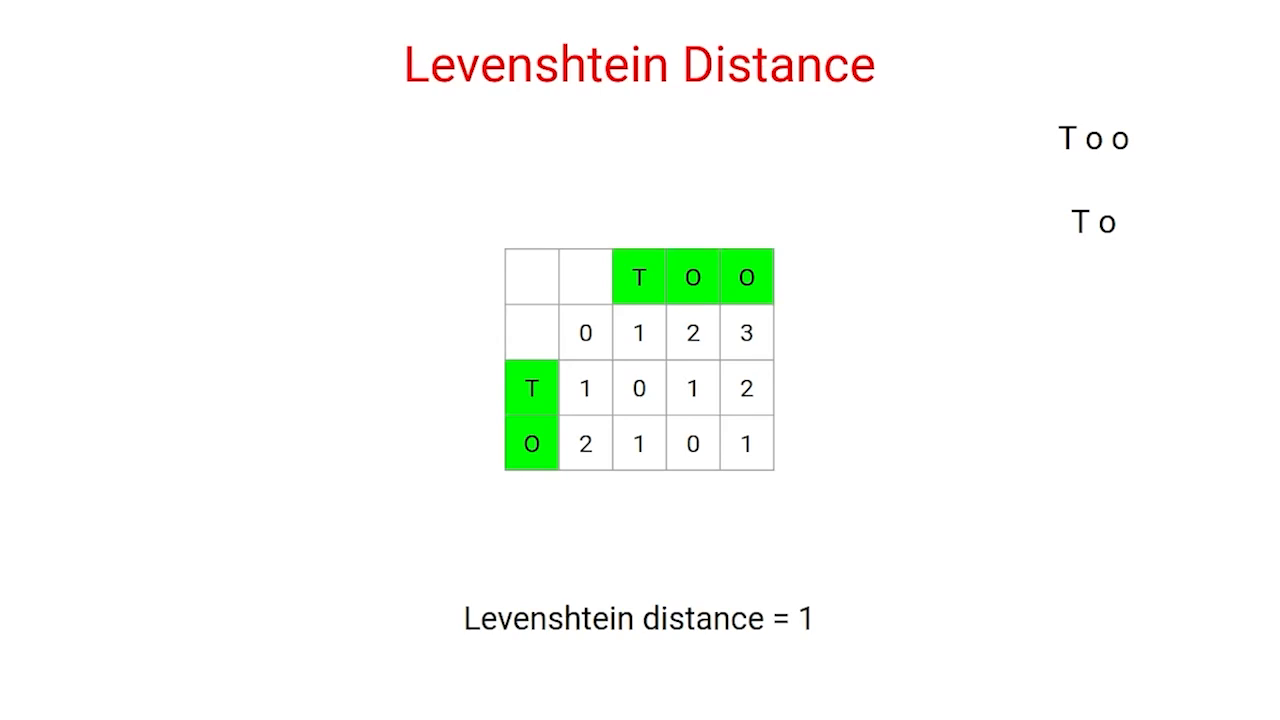 Levenshtein Distance
T o o
T o
T O O
0 1 2 3
T 1 0 1 2
O 2 1 0 1
Levenshtein distance = 1